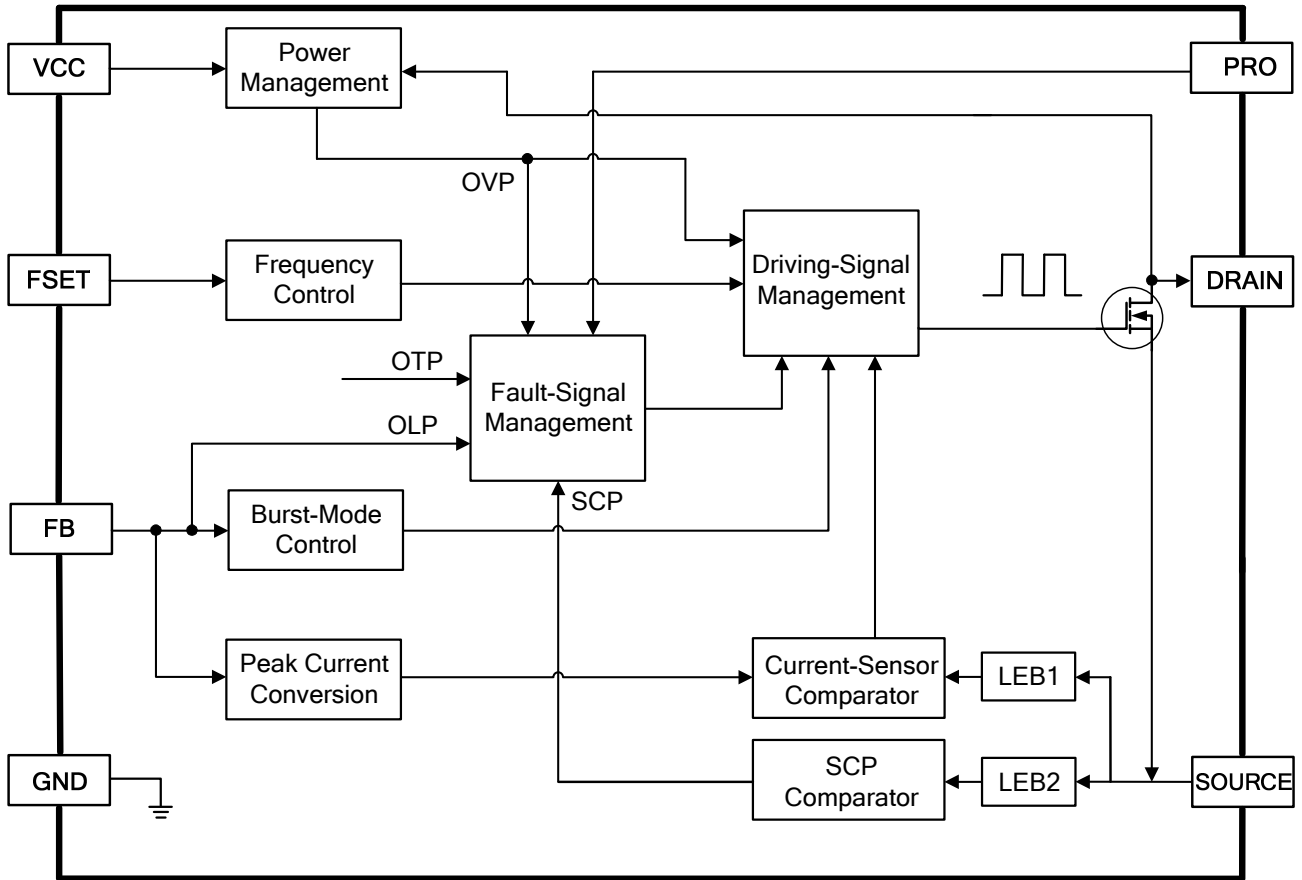 VCC
Power
Management
PRO
OVP
FSET
Frequency
Control
Driving-Signal
Management
DRAIN
OTP
Fault-Signal
Management
OLP
SCP
FB
Burst-Mode
Control
Peak Current
Conversion
Current-Sensor
Comparator
LEB1
GND
SCP
Comparator
LEB2
SOURCE